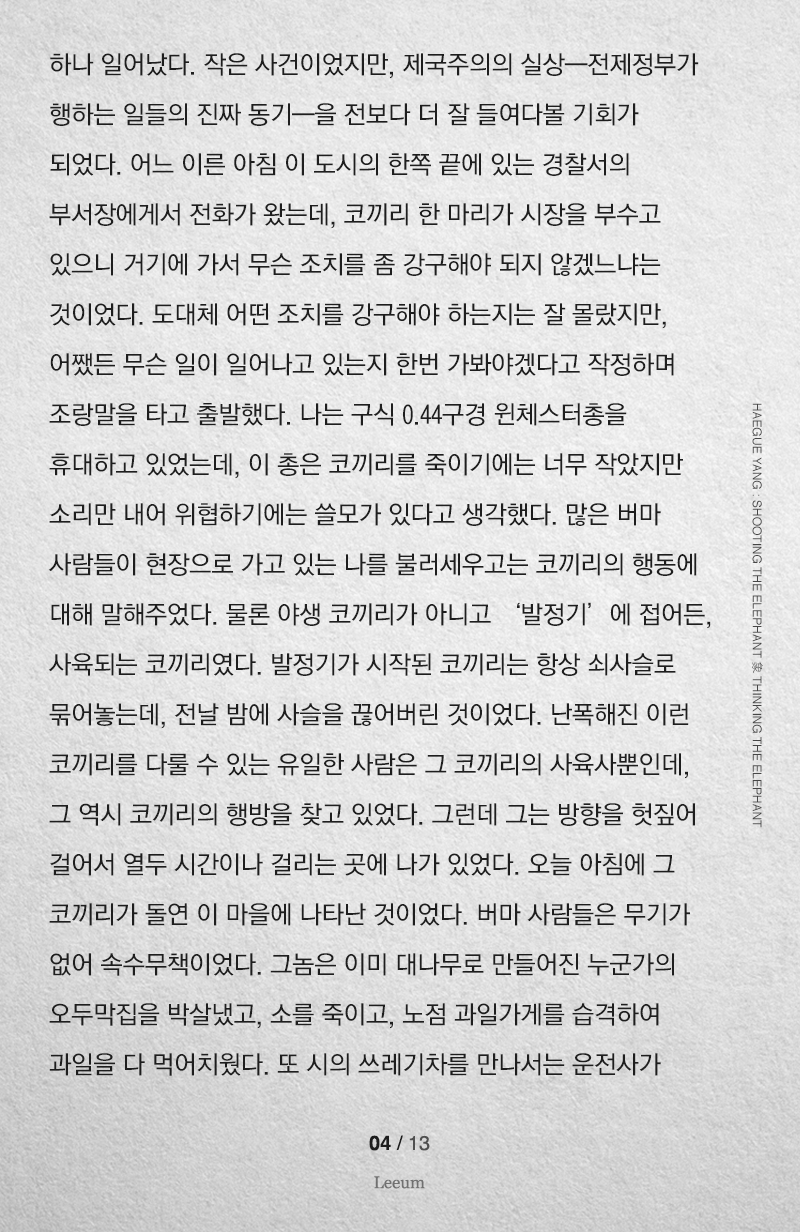 하나 일어났다. 작은 사건이었지만, 제국주의의 실상—전제정부가
행하는 일들의 진짜 동기—을 전보다 더 잘 들여다볼 기회가
되었다. 어느 이른 아침 이 도시의 한쪽 끝에 있는 경찰서의
부서장에게서 전화가 왔는데, 코끼리 한 마리가 시장을 부수고
있으니 거기에 가서 무슨 조치를 좀 강구해야 되지 않겠느냐는
것이었다. 도대체 어떤 조치를 강구해야 하는지는 잘 몰랐지만,
어쨌든 무슨 일이 일어나고 있는지 한번 가봐야겠다고 작정하며
조랑말을 타고 출발했다. 나는 구식 0.44구경 윈체스터총을
휴대하고 있었는데, 이 총은 코끼리를 죽이기에는 너무 작았지만
소리만 내어 위협하기에는 쓸모가 있다고 생각했다. 많은 버마
사람들이 현장으로 가고 있는 나를 불러세우고는 코끼리의 행동에
대해 말해주었다. 물론 야생 코끼리가 아니고 ‘발정기’에 접어든,
사육되는 코끼리였다. 발정기가 시작된 코끼리는 항상 쇠사슬로
묶어놓는데, 전날 밤에 사슬을 끊어버린 것이었다. 난폭해진 이런
코끼리를 다룰 수 있는 유일한 사람은 그 코끼리의 사육사뿐인데,
그 역시 코끼리의 행방을 찾고 있었다. 그런데 그는 방향을 헛짚어
걸어서 열두 시간이나 걸리는 곳에 나가 있었다. 오늘 아침에 그
코끼리가 돌연 이 마을에 나타난 것이었다. 버마 사람들은 무기가
없어 속수무책이었다. 그놈은 이미 대나무로 만들어진 누군가의
오두막집을 박살냈고, 소를 죽이고, 노점 과일가게를 습격하여
과일을 다 먹어치웠다. 또 시의 쓰레기차를 만나서는 운전사가
HAEGUE YANG : SHOOTING THE ELEPHANT 象 THINKING THE ELEPHANT
04 / 13
Leeum